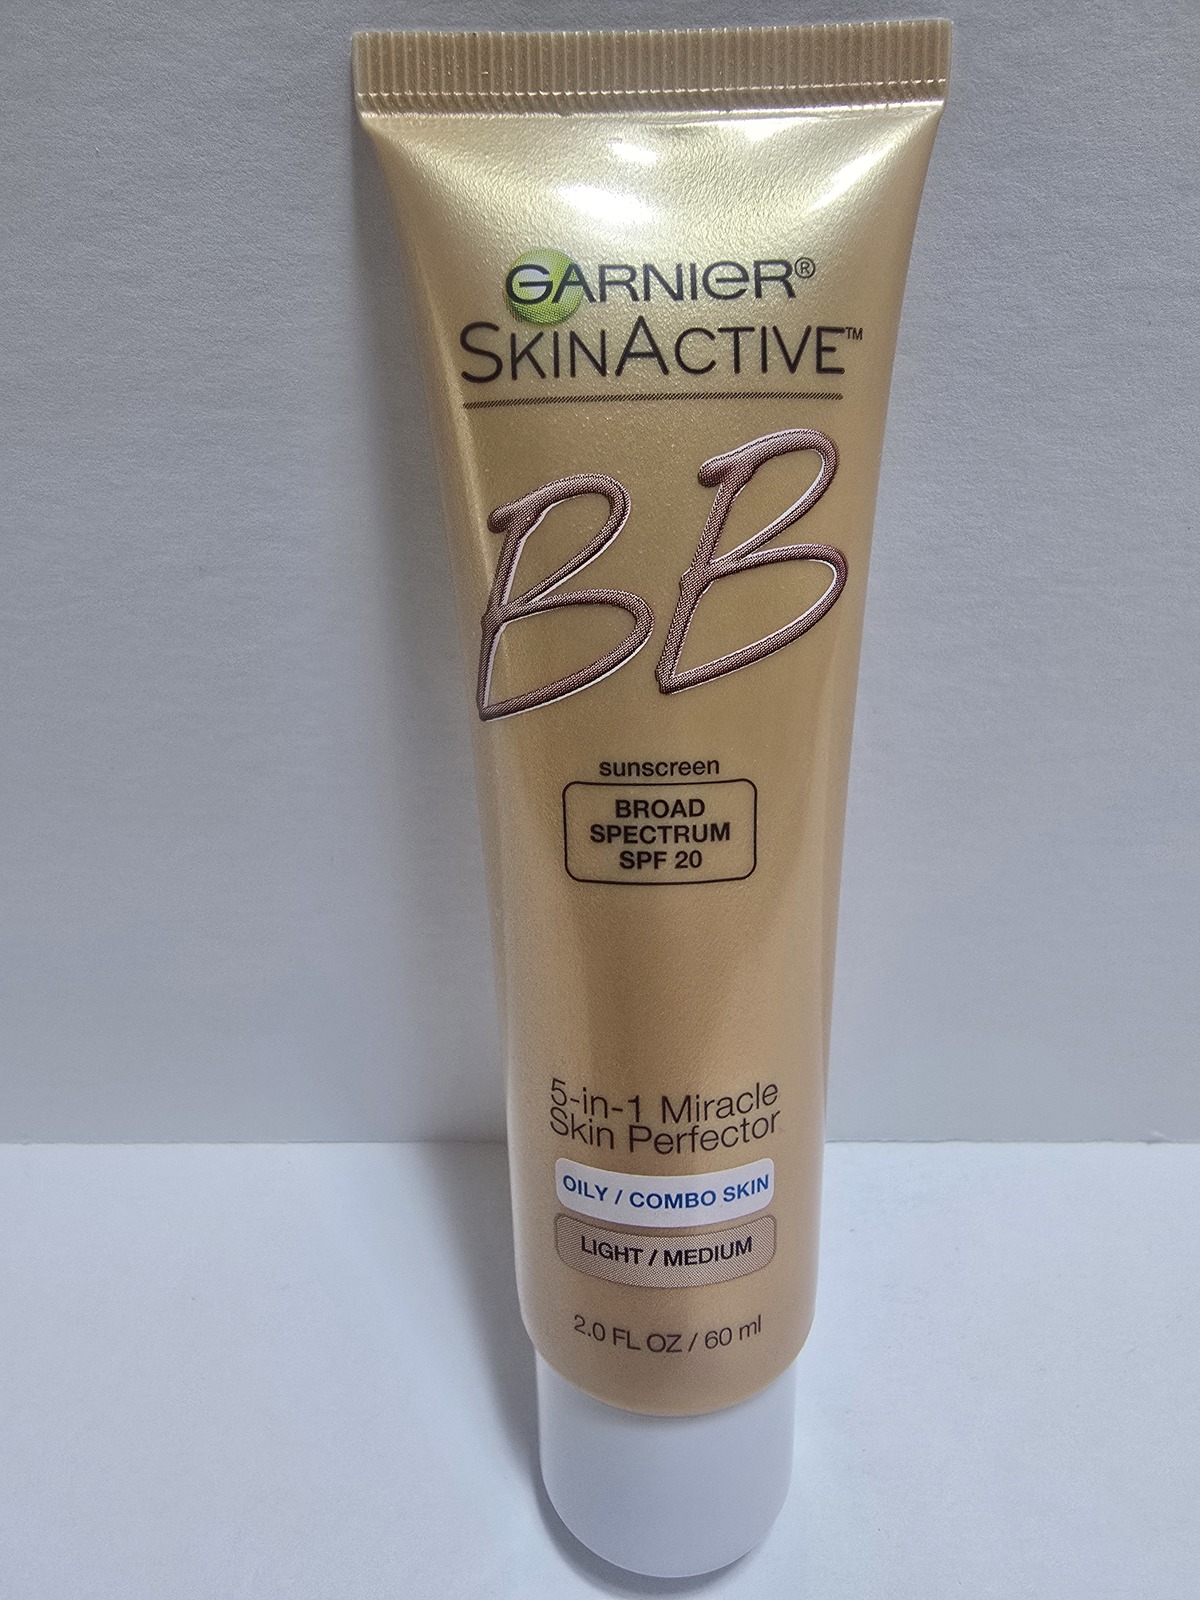 GARNIER®
SKINACTIVE™
BB
sunscreen
BROAD
SPECTRUM
SPF 20
5-in-1 Miracle
Skin Perfector
OILY / COMBO SKIN
LIGHT / MEDIUM
2.0 FL OZ / 60 ml